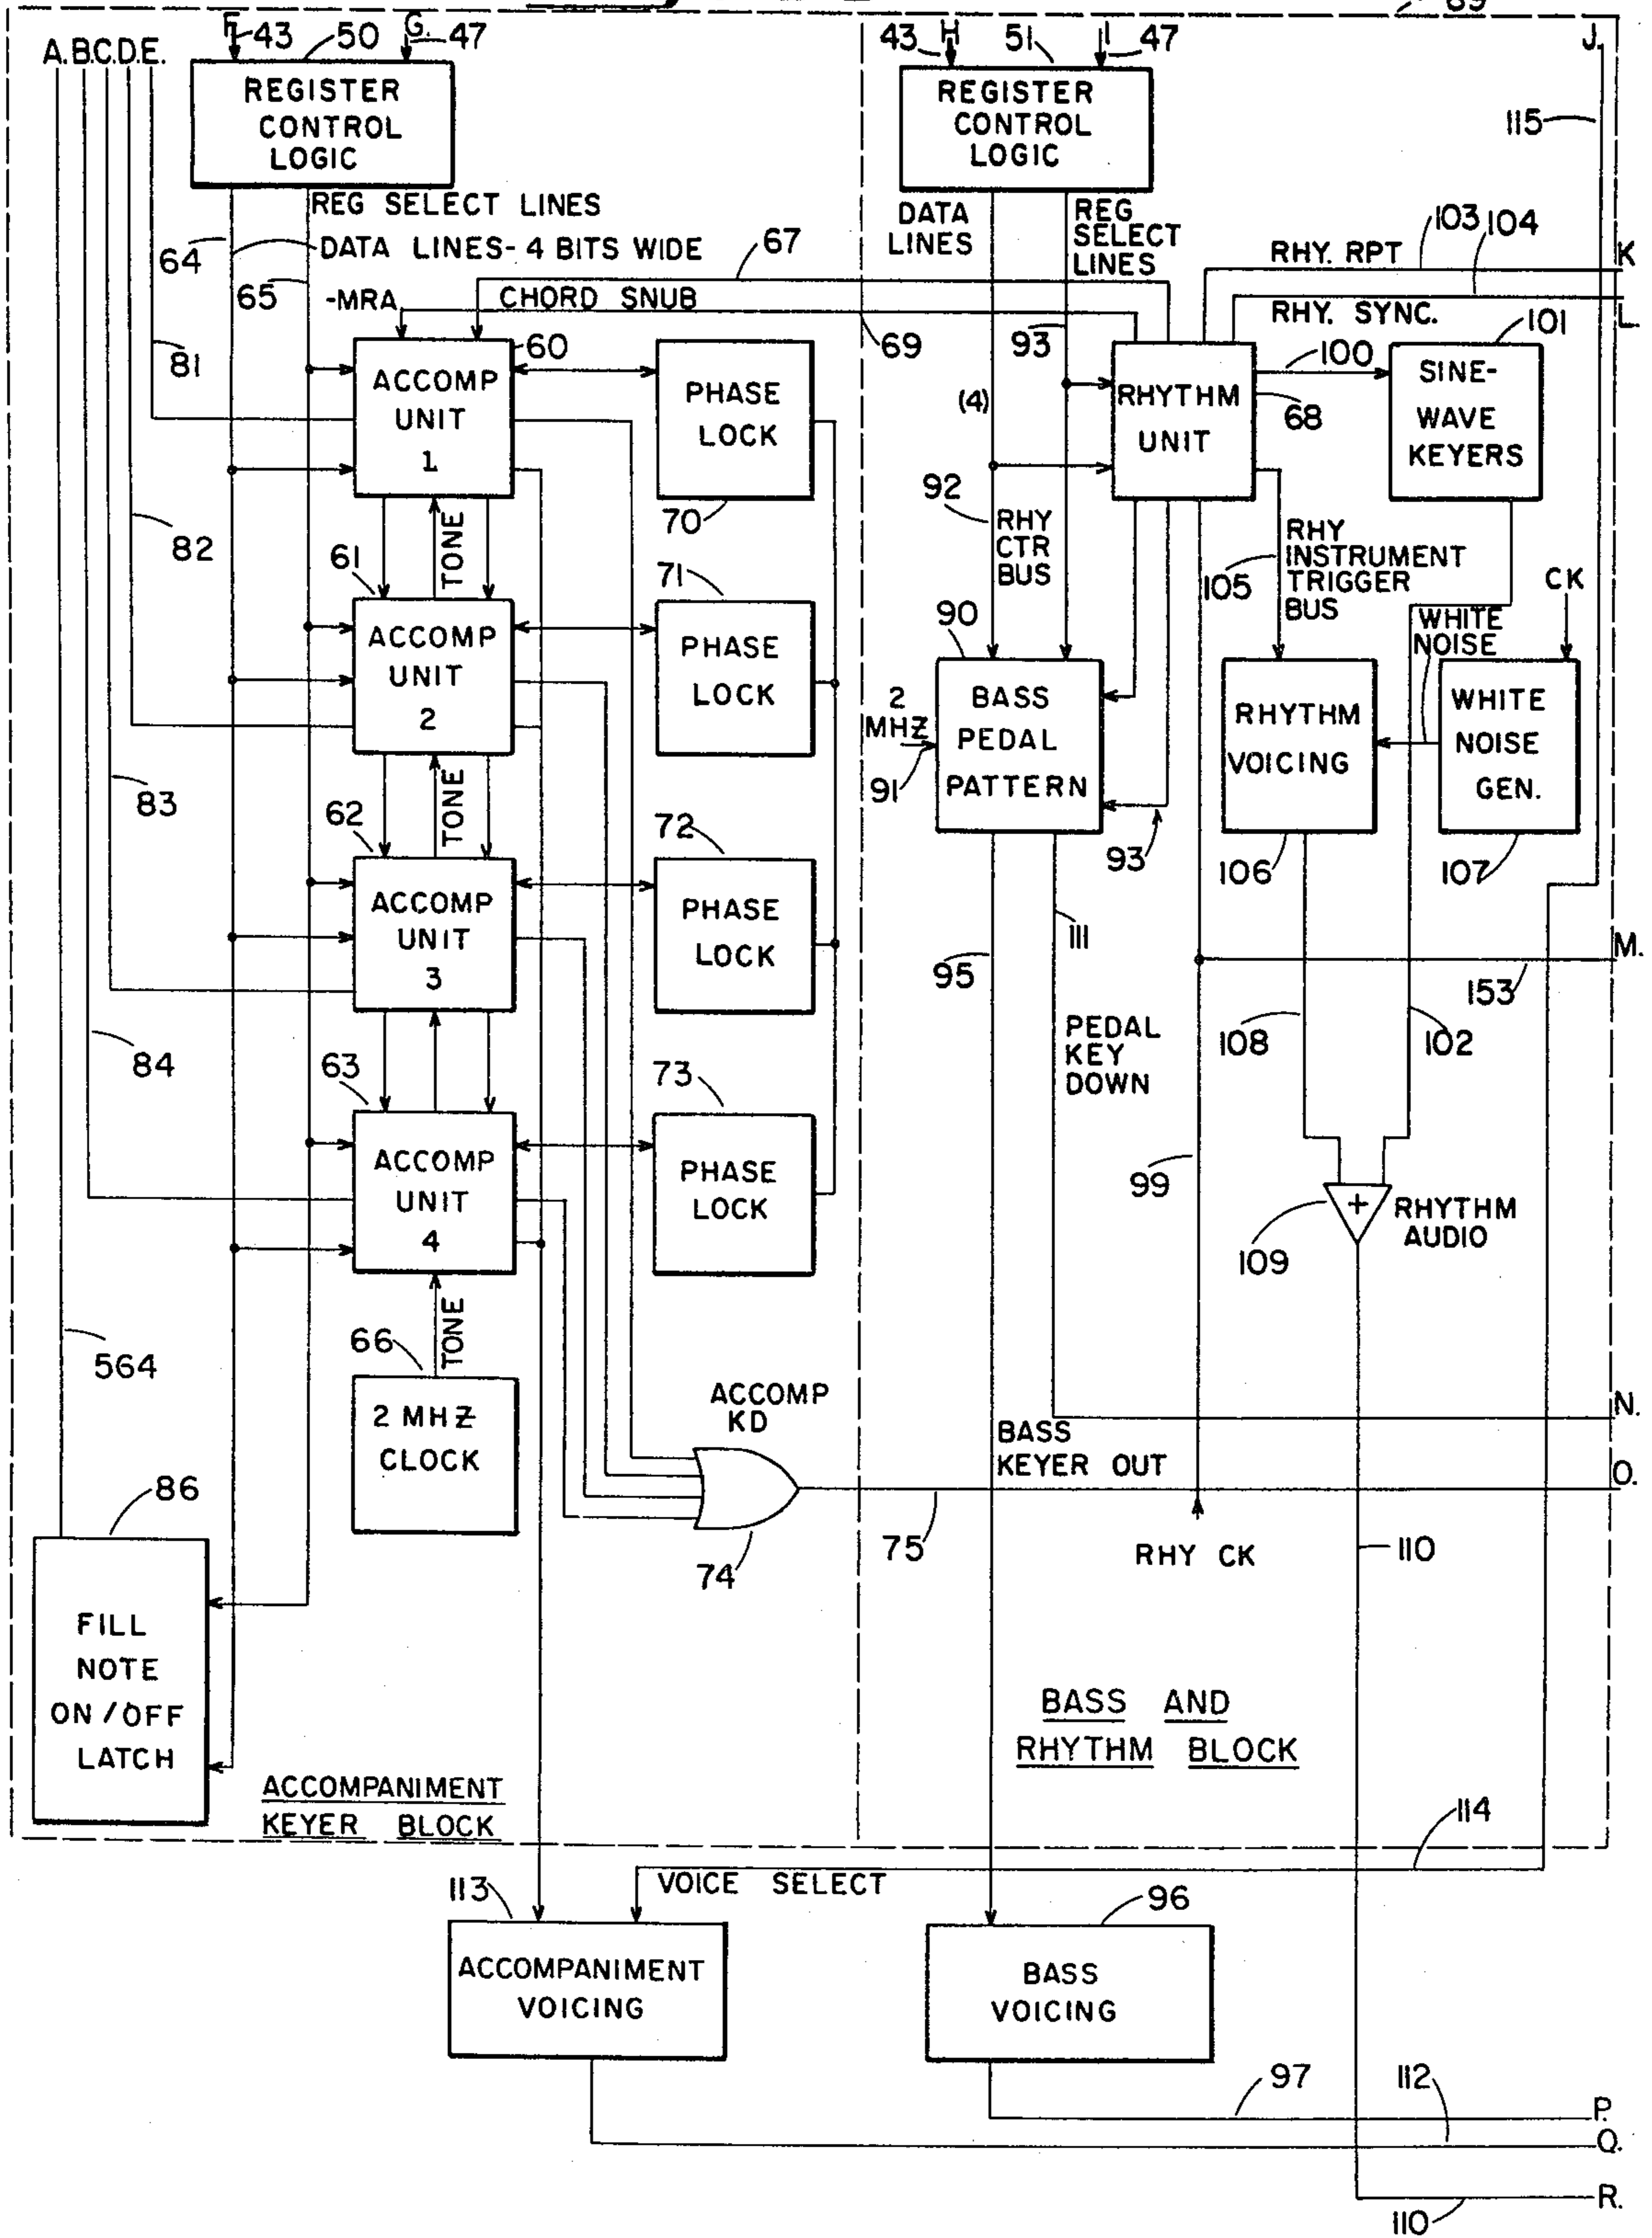 89
A. B. C. D. E.
F 43 50 G. 47
43 H 51 I 47
J.
REGISTER
CONTROL
LOGIC
REGISTER
CONTROL
LOGIC
115
REG SELECT LINES
DATA LINES- 4 BITS WIDE
64
65
67
DATA
LINES
REG
SELECT
LINES
103
104
RHY. RPT
K
-MRA
CHORD SNUB
RHY. SYNC.
L.
69
93
101
81
60
ACCOMP
UNIT
1
PHASE
LOCK
70
(4)
RHYTHM
UNIT
100
68
SINE-
WAVE
KEYERS
82
61
TONE
71
92
RHY
CTR
BUS
105
RHY
INSTRUMENT
TRIGGER
BUS
CK
WHITE
NOISE
90
ACCOMP
UNIT
2
PHASE
LOCK
2
MHZ
91
BASS
PEDAL
PATTERN
RHYTHM
VOICING
WHITE
NOISE
GEN.
83
62
TONE
72
93
106
107
ACCOMP
UNIT
3
PHASE
LOCK
95
111
M.
153
84
63
73
PEDAL
KEY
DOWN
108
102
ACCOMP
UNIT
4
PHASE
LOCK
99
+
RHYTHM
AUDIO
109
564
66
TONE
2 MHZ
CLOCK
ACCOMP
KD
N.
BASS
KEYER OUT
O.
86
74
75
RHY CK
110
FILL
NOTE
ON/OFF
LATCH
BASS AND
RHYTHM BLOCK
ACCOMPANIMENT
KEYER BLOCK
114
113
VOICE SELECT
96
ACCOMPANIMENT
VOICING
BASS
VOICING
97
112
P.
Q.
R.
110